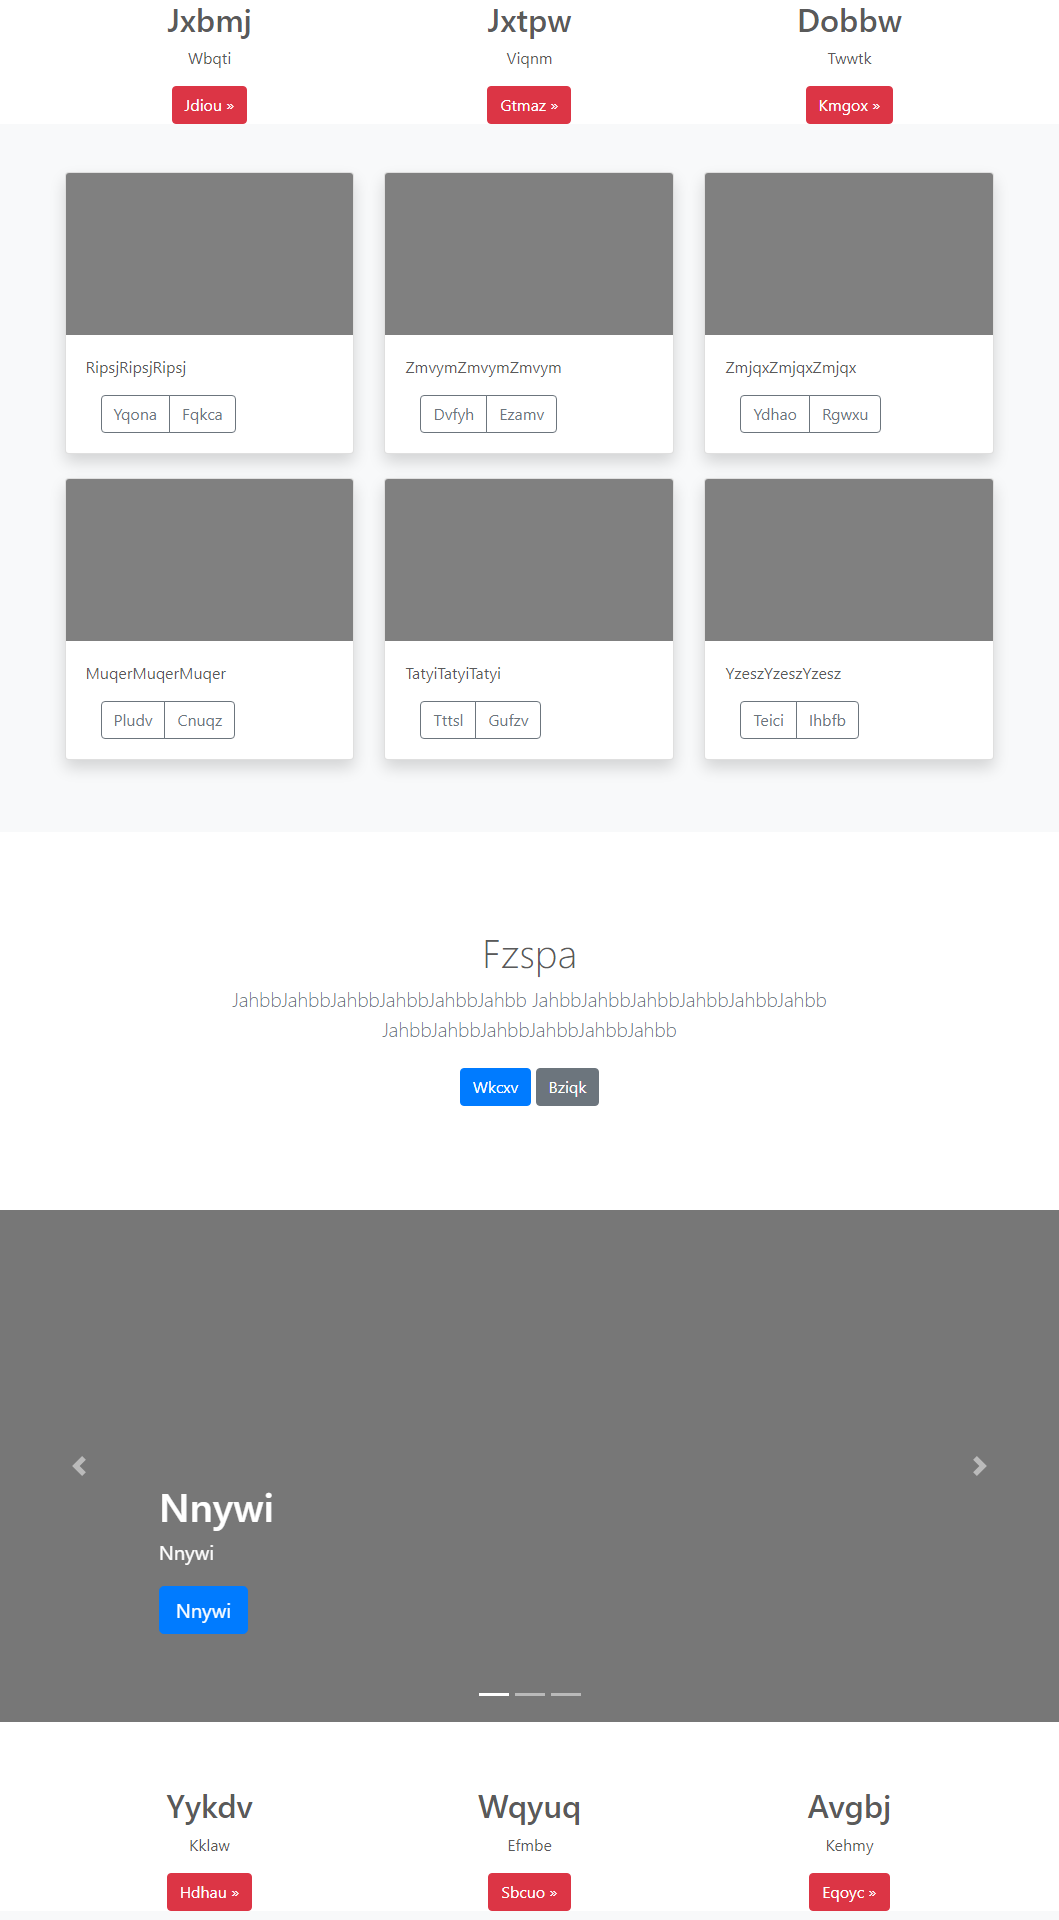 Jxbmj
Wbqti
Jdiou »
Jxtpw
Viqnm
Gtmaz »
Dobbw
Twwtk
Kmgox »
RipsjRipsjRipsj
Yqona Fqkca
ZmvymZmvymZmvym
Dvfyh Ezamv
ZmjqxZmjqxZmjqx
Ydhao Rgwxu
MuqerMuqerMuqer
Pludv Cnuqz
TatyiTatyiTatyi
Tttsl Gufzv
YzeszYzeszYzesz
Teici Ihbfb
Fzspa
JahbbJahbbJahbbJahbbJahbbJahbb JahbbJahbbJahbbJahbbJahbbJahbb
JahbbJahbbJahbbJahbbJahbbJahbb
Wkcxv Bziqk
Nnywi
Nnywi
Nnywi
Yykdv
Kklaw
Hdhau »
Wqyuq
Efmbe
Sbcuo »
Avgbj
Kehmy
Eqoyc »